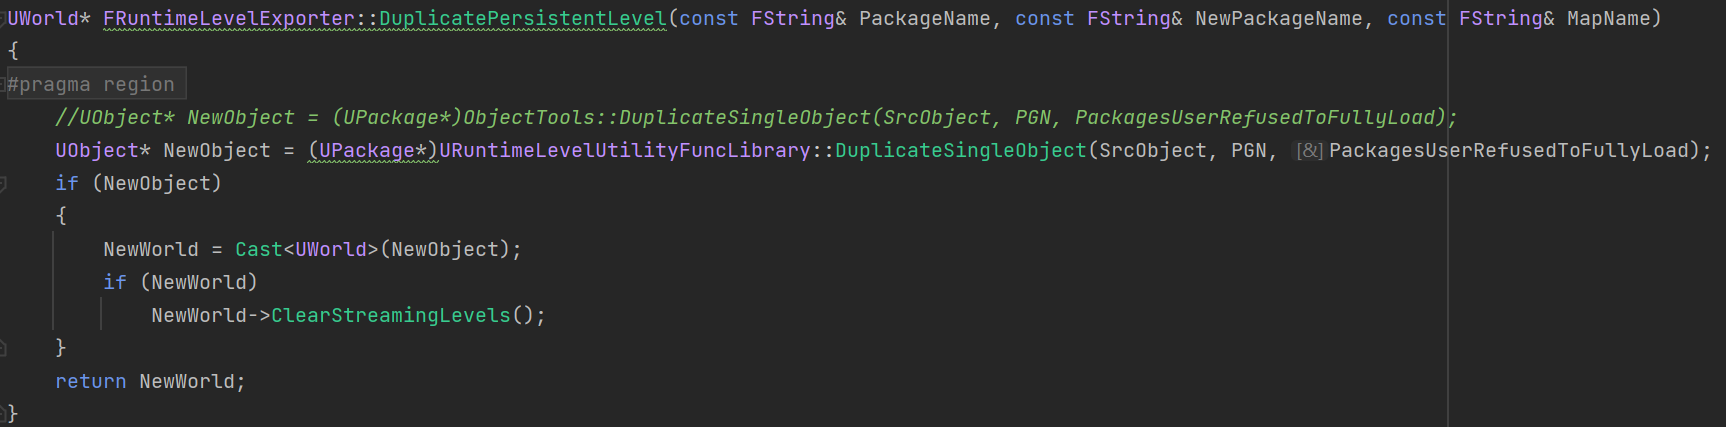 UWorld* FRuntimeLevelExporter::DuplicatePersistentLevel(const FString& PackageName, const FString& NewPackageName, const FString& MapName)
{
#pragma region
//UObject* NewObject = (UPackage*)ObjectTools::DuplicateSingleObject(SrcObject, PGN, PackagesUserRefusedToFullyLoad);
UObject* NewObject = (UPackage*)URuntimeLevelUtilityFuncLibrary::DuplicateSingleObject(SrcObject, PGN, [&]PackagesUserRefusedToFullyLoad);
if (NewObject)
{
NewWorld = Cast<UWorld>(NewObject);
if (NewWorld)
NewWorld->ClearStreamingLevels();
}
return NewWorld;
}